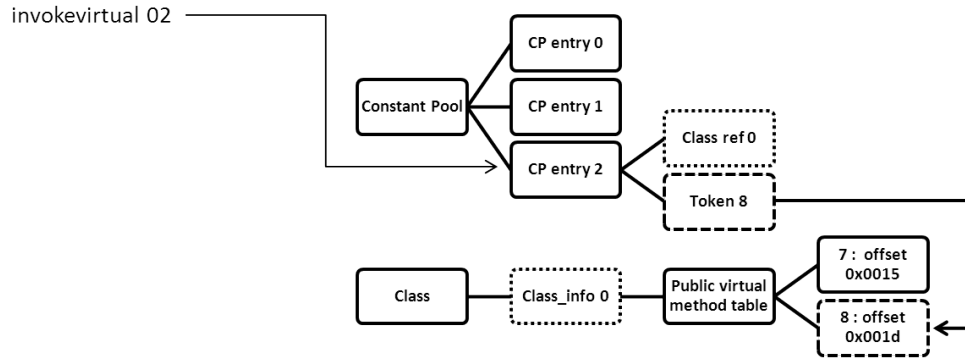 invokevirtual 02
CP entry 0
Constant Pool
CP entry 1
CP entry 2
Class ref 0
Token 8
Class
Class_info 0
Public virtual
method table
7 : offset
0x0015
8 : offset
0x001d